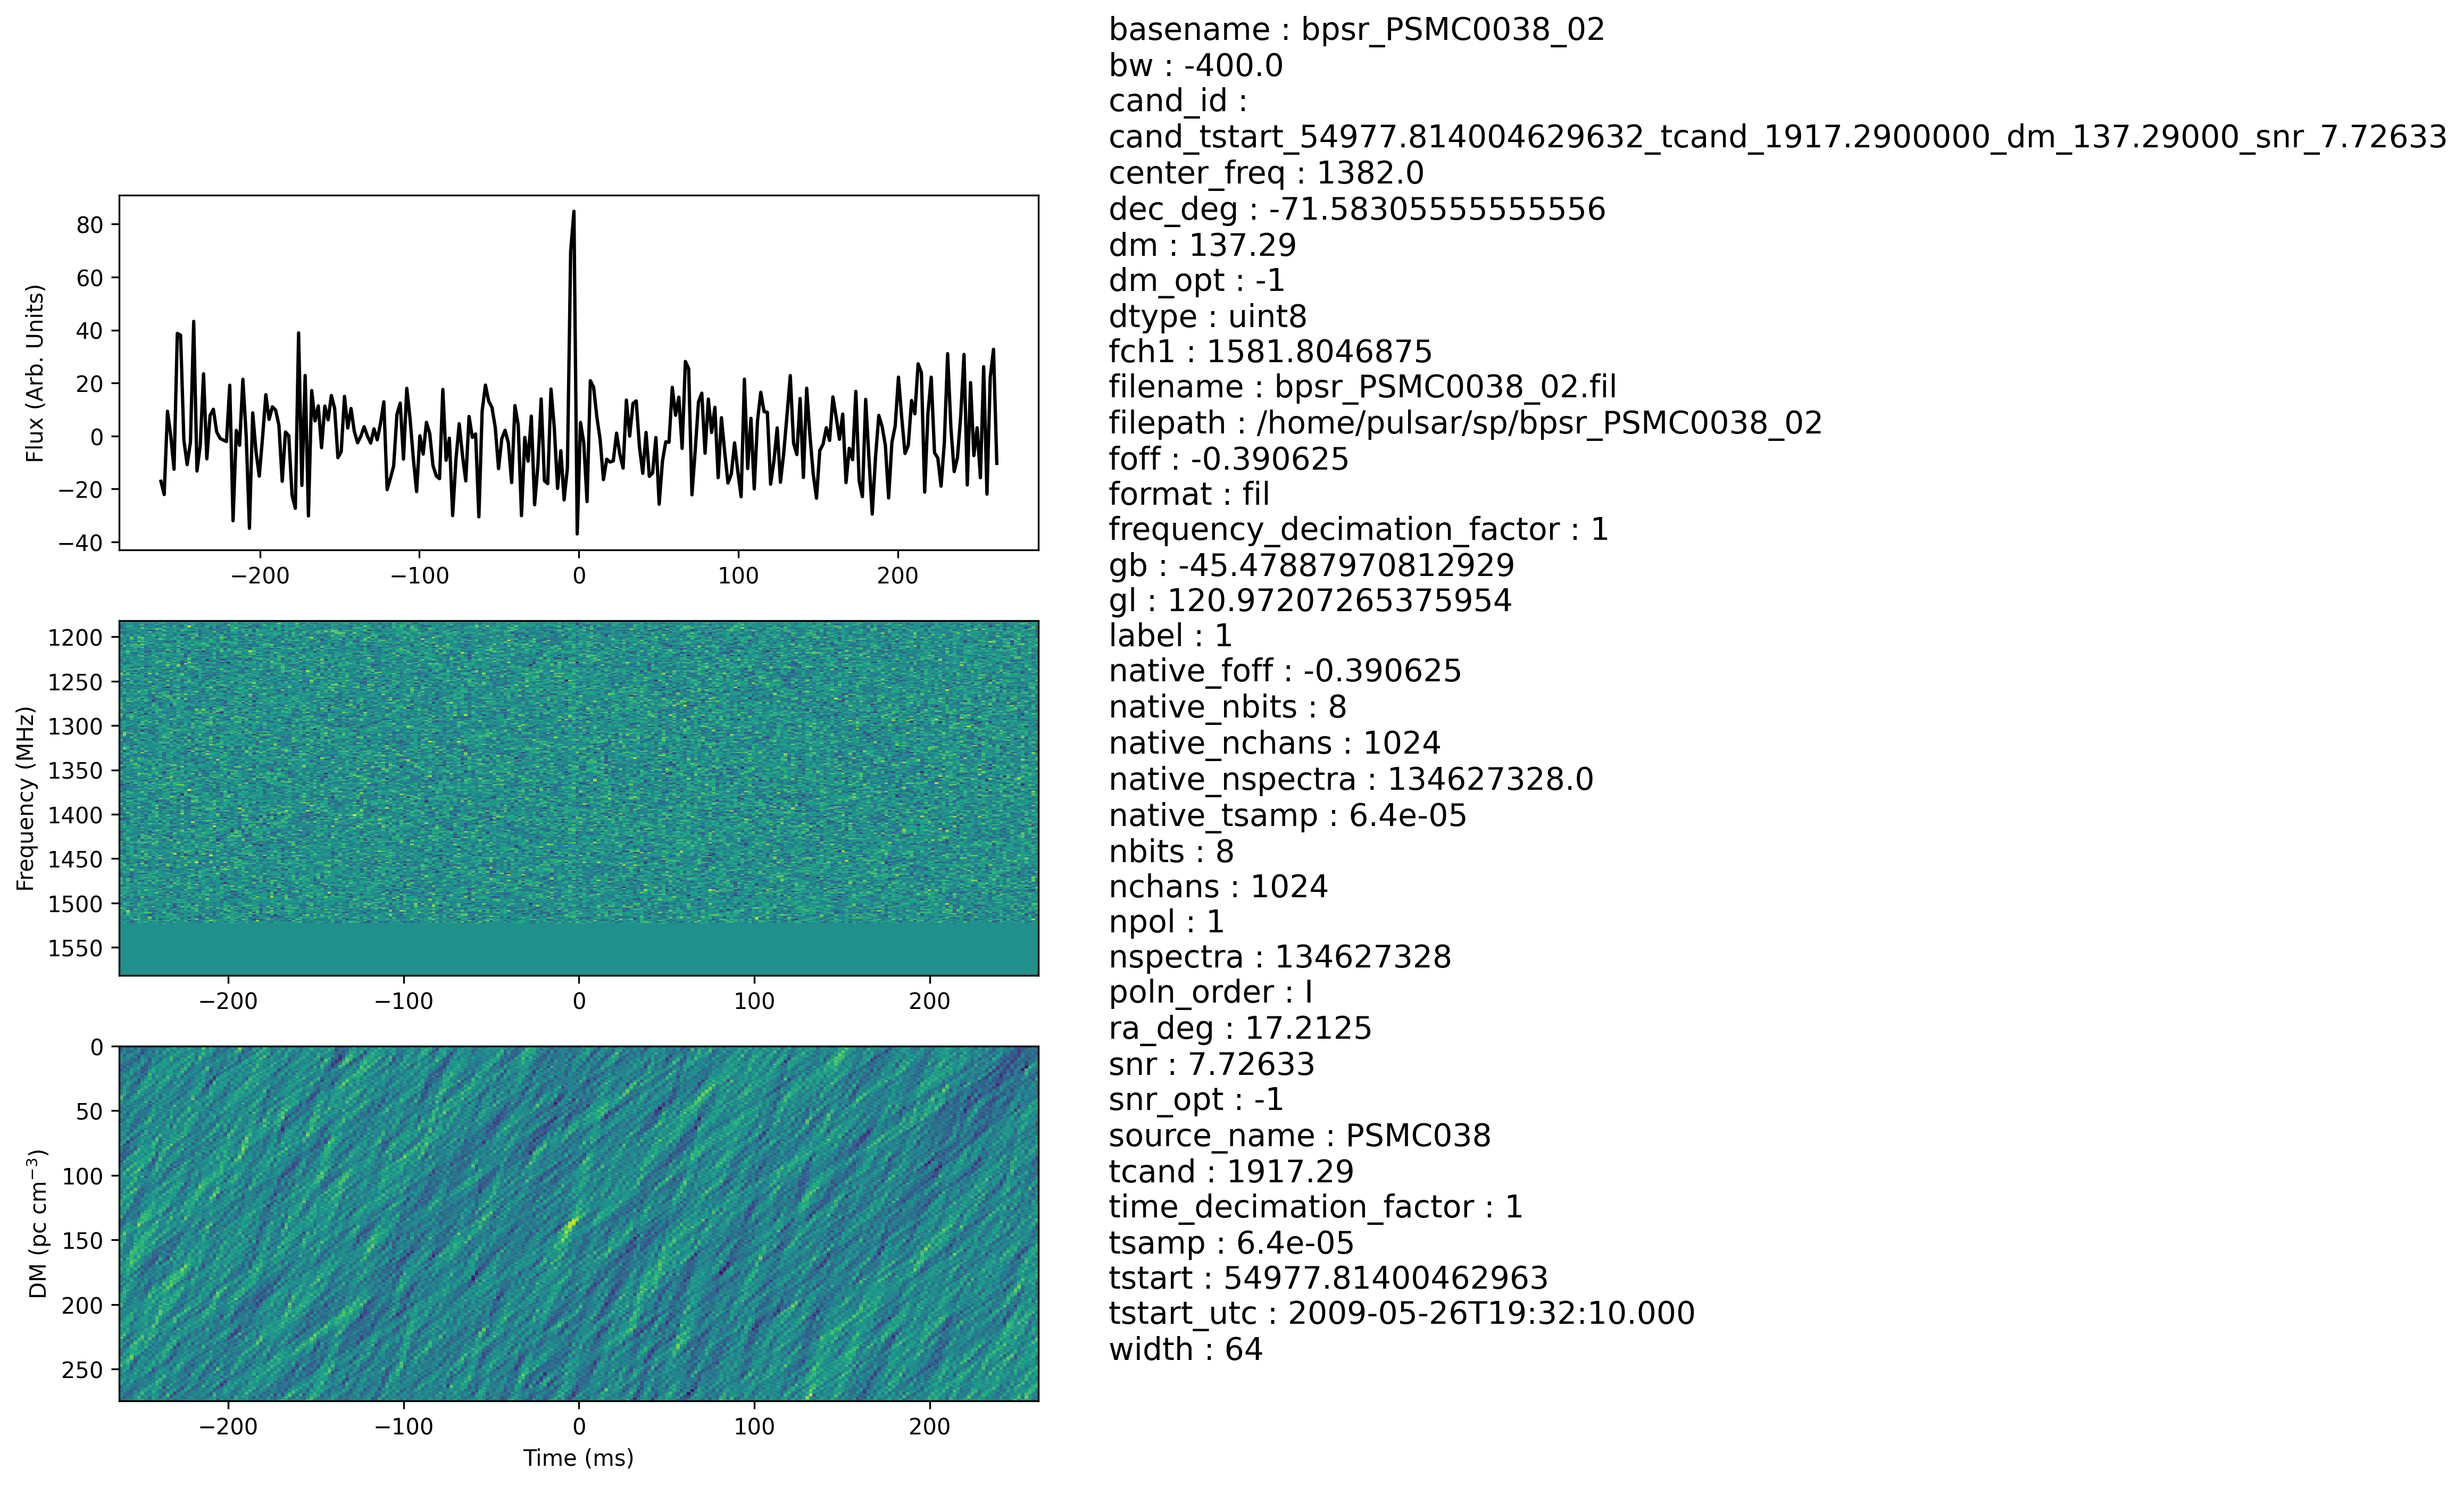 basename : bpsr_PSMC0038_02
bw : -400.0
cand_id :
cand_tstart_54977.814004629632_tcand_1917.2900000_dm_137.29000_snr_7.72633
center_freq : 1382.0
dec_deg : -71.58305555555556
dm : 137.29
dm_opt : -1
dtype : uint8
fch1 : 1581.8046875
filename : bpsr_PSMC0038_02.fil
filepath : /home/pulsar/sp/bpsr_PSMC0038_02
foff : -0.390625
format : fil
frequency_decimation_factor : 1
gb : -45.47887970812929
gl : 120.97207265375954
label : 1
native_foff : -0.390625
native_nbits : 8
native_nchans : 1024
native_nspectra : 134627328.0
native_tsamp : 6.4e-05
nbits : 8
nchans : 1024
npol : 1
nspectra : 134627328
poln_order : I
ra_deg : 17.2125
snr : 7.72633
snr_opt : -1
source_name : PSMC038
tcand : 1917.29
time_decimation_factor : 1
tsamp : 6.4e-05
tstart : 54977.81400462963
tstart_utc : 2009-05-26T19:32:10.000
width : 64
Flux (Arb. Units)
80
60
40
20
0
−20
−40
−200 −100 0 100 200
Frequency (MHz)
1200
1250
1300
1350
1400
1450
1500
1550
−200 −100 0 100 200
DM (pc cm⁻³)
0
50
100
150
200
250
−200 −100 0 100 200
Time (ms)